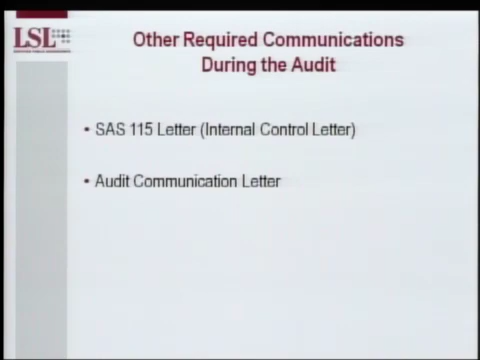 LSL
Other Required Communications
During the Audit
• SAS 115 Letter (Internal Control Letter)
• Audit Communication Letter